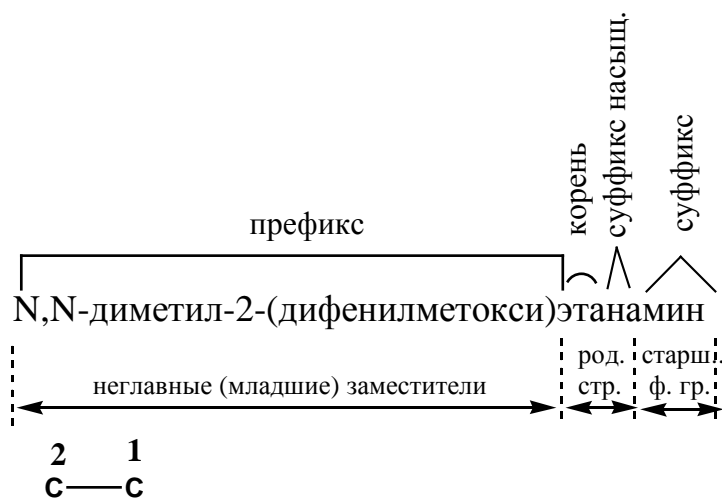 корень
суффикс насыщ.
суффикс
префикс
N,N-диметил-2-(дифенилметокси)этанамин
род. старш.
неглавные (младшие) заместители стр. ф. гр.
2 1
C C